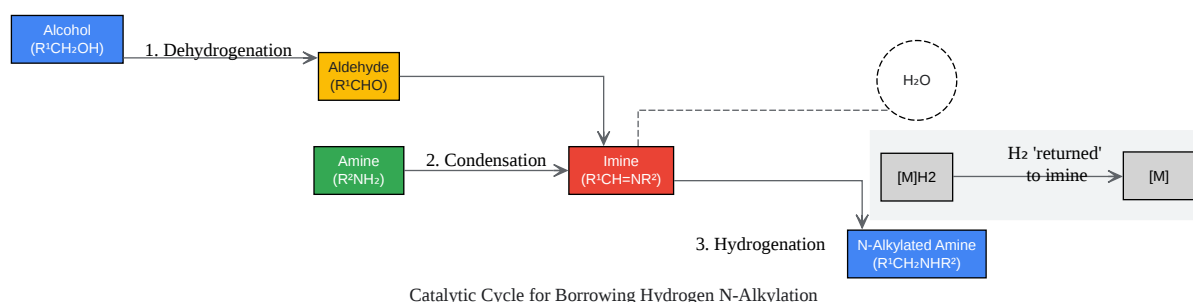 Alcohol
(R¹CH₂OH)
1. Dehydrogenation
Aldehyde
(R¹CHO)
H₂O
Amine
(R²NH₂)
2. Condensation
Imine
(R¹CH=NR²)
[M]H2
H₂ 'returned'
to imine
[M]
3. Hydrogenation
N-Alkylated Amine
(R¹CH₂NHR²)
Catalytic Cycle for Borrowing Hydrogen N-Alkylation